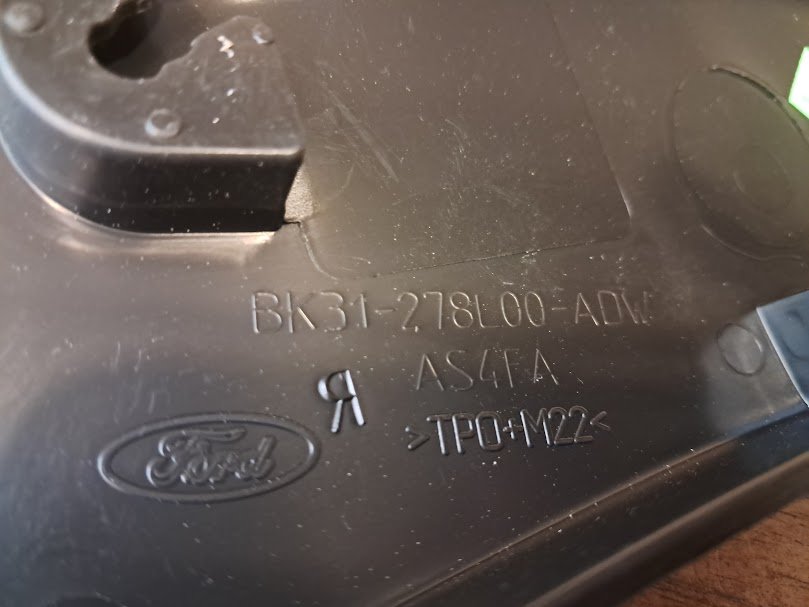 BK31-278L00-ADW
AS4FA
Я
>TPO+M22<
Ford